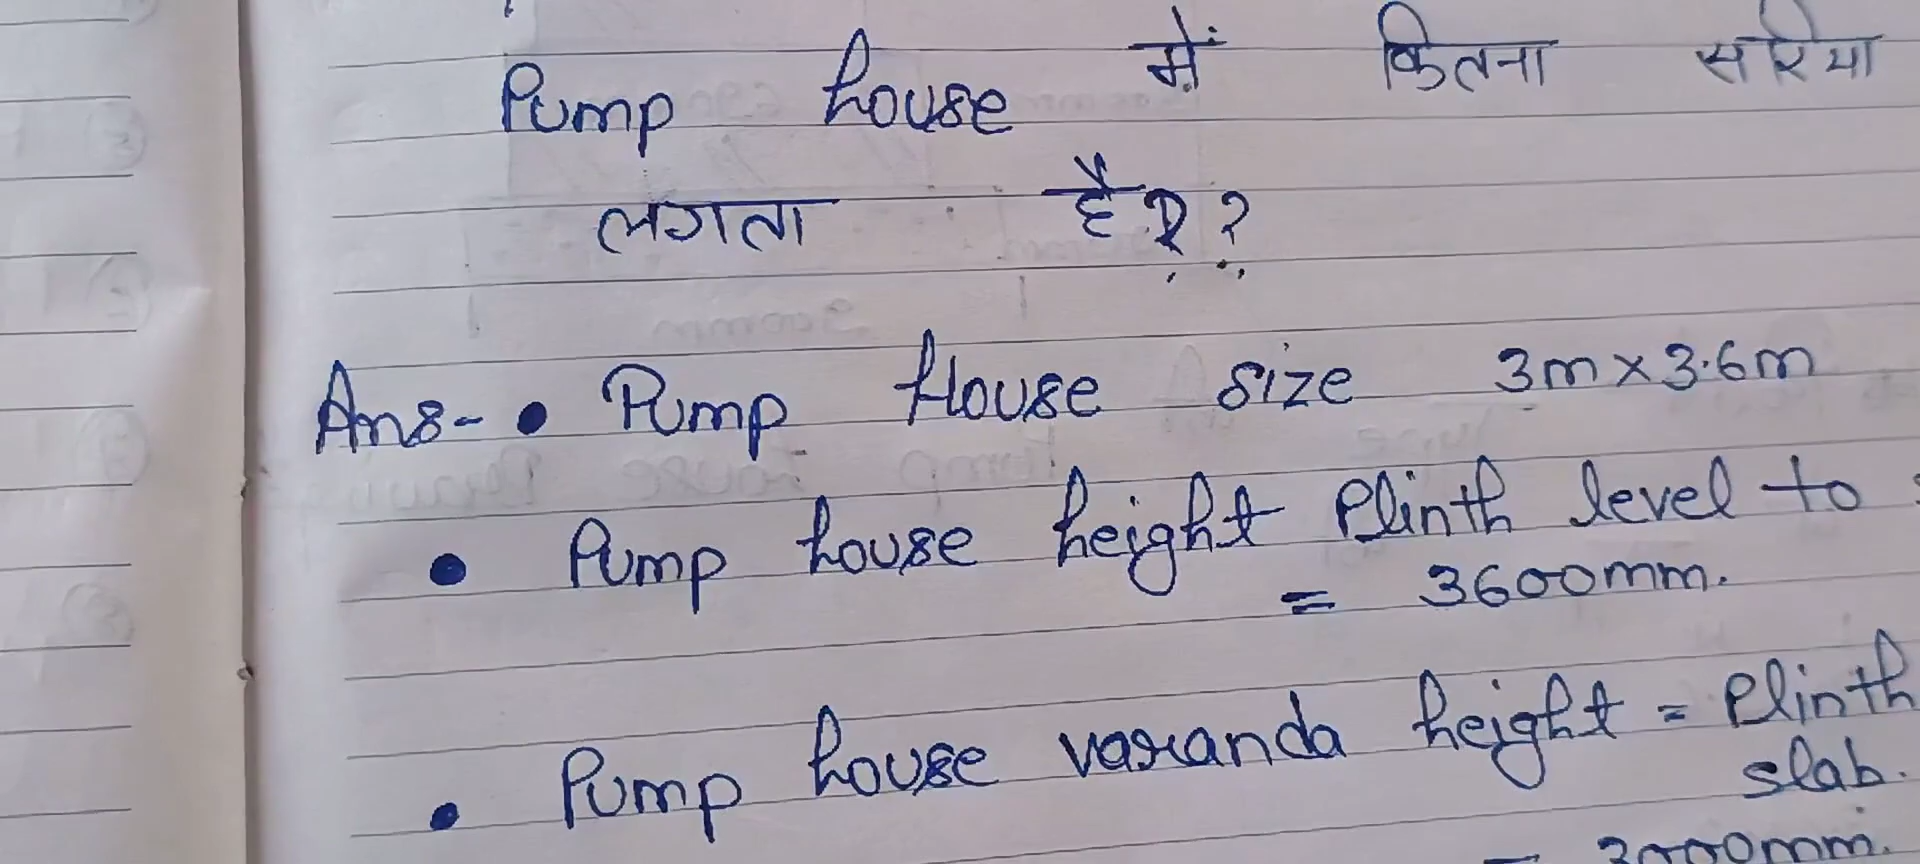 Pump house में कितना सरिया
लगता है ? ?
Ans- • Pump House size 3m x 3.6m
• Pump house height Plinth level to
= 3600mm.
• Pump house varanda height = Plinth
slab.
= 3000mm.